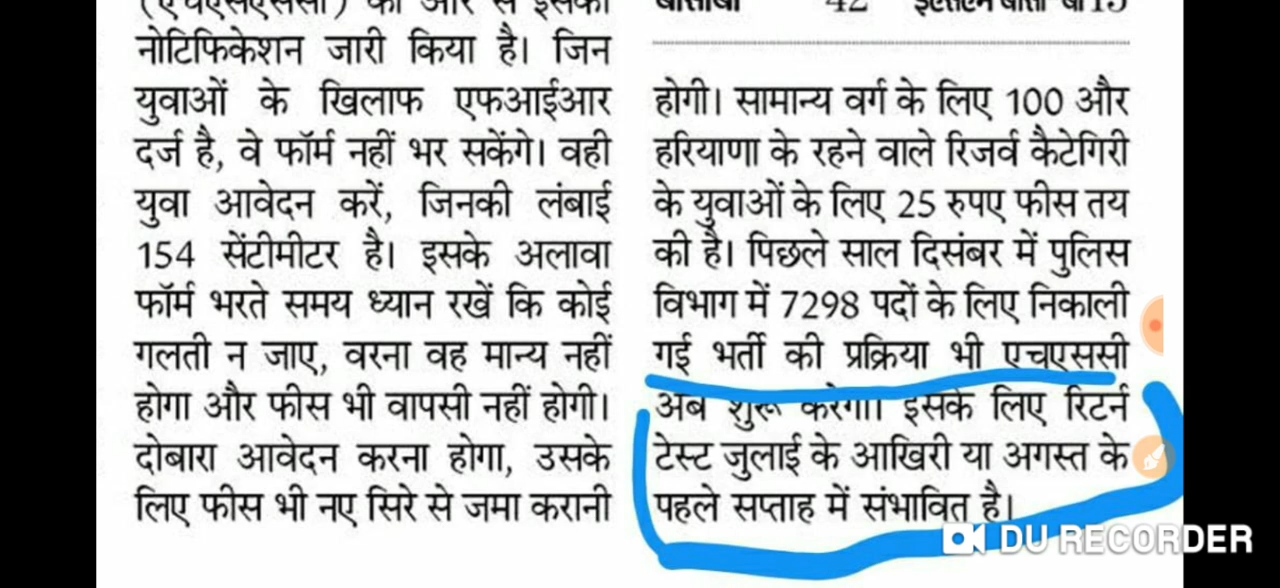 की ओर से इसका
नोटिफिकेशन जारी किया है। जिन
युवाओं के खिलाफ एफआईआर
दर्ज है, वे फॉर्म नहीं भर सकेंगे। वही
युवा आवेदन करें, जिनकी लंबाई
154 सेंटीमीटर है। इसके अलावा
फॉर्म भरते समय ध्यान रखें कि कोई
गलती न जाए, वरना वह मान्य नहीं
होगा और फीस भी वापसी नहीं होगी।
दोबारा आवेदन करना होगा, उसके
लिए फीस भी नए सिरे से जमा करानी
होगी। सामान्य वर्ग के लिए 100 और
हरियाणा के रहने वाले रिजर्व कैटेगिरी
के युवाओं के लिए 25 रुपए फीस तय
की है। पिछले साल दिसंबर में पुलिस
विभाग में 7298 पदों के लिए निकाली
गई भर्ती की प्रक्रिया भी एचएससी
अब शुरू करेगा। इसके लिए रिटर्न
टेस्ट जुलाई के आखिरी या अगस्त के
पहले सप्ताह में संभावित है।
DU RECORDER